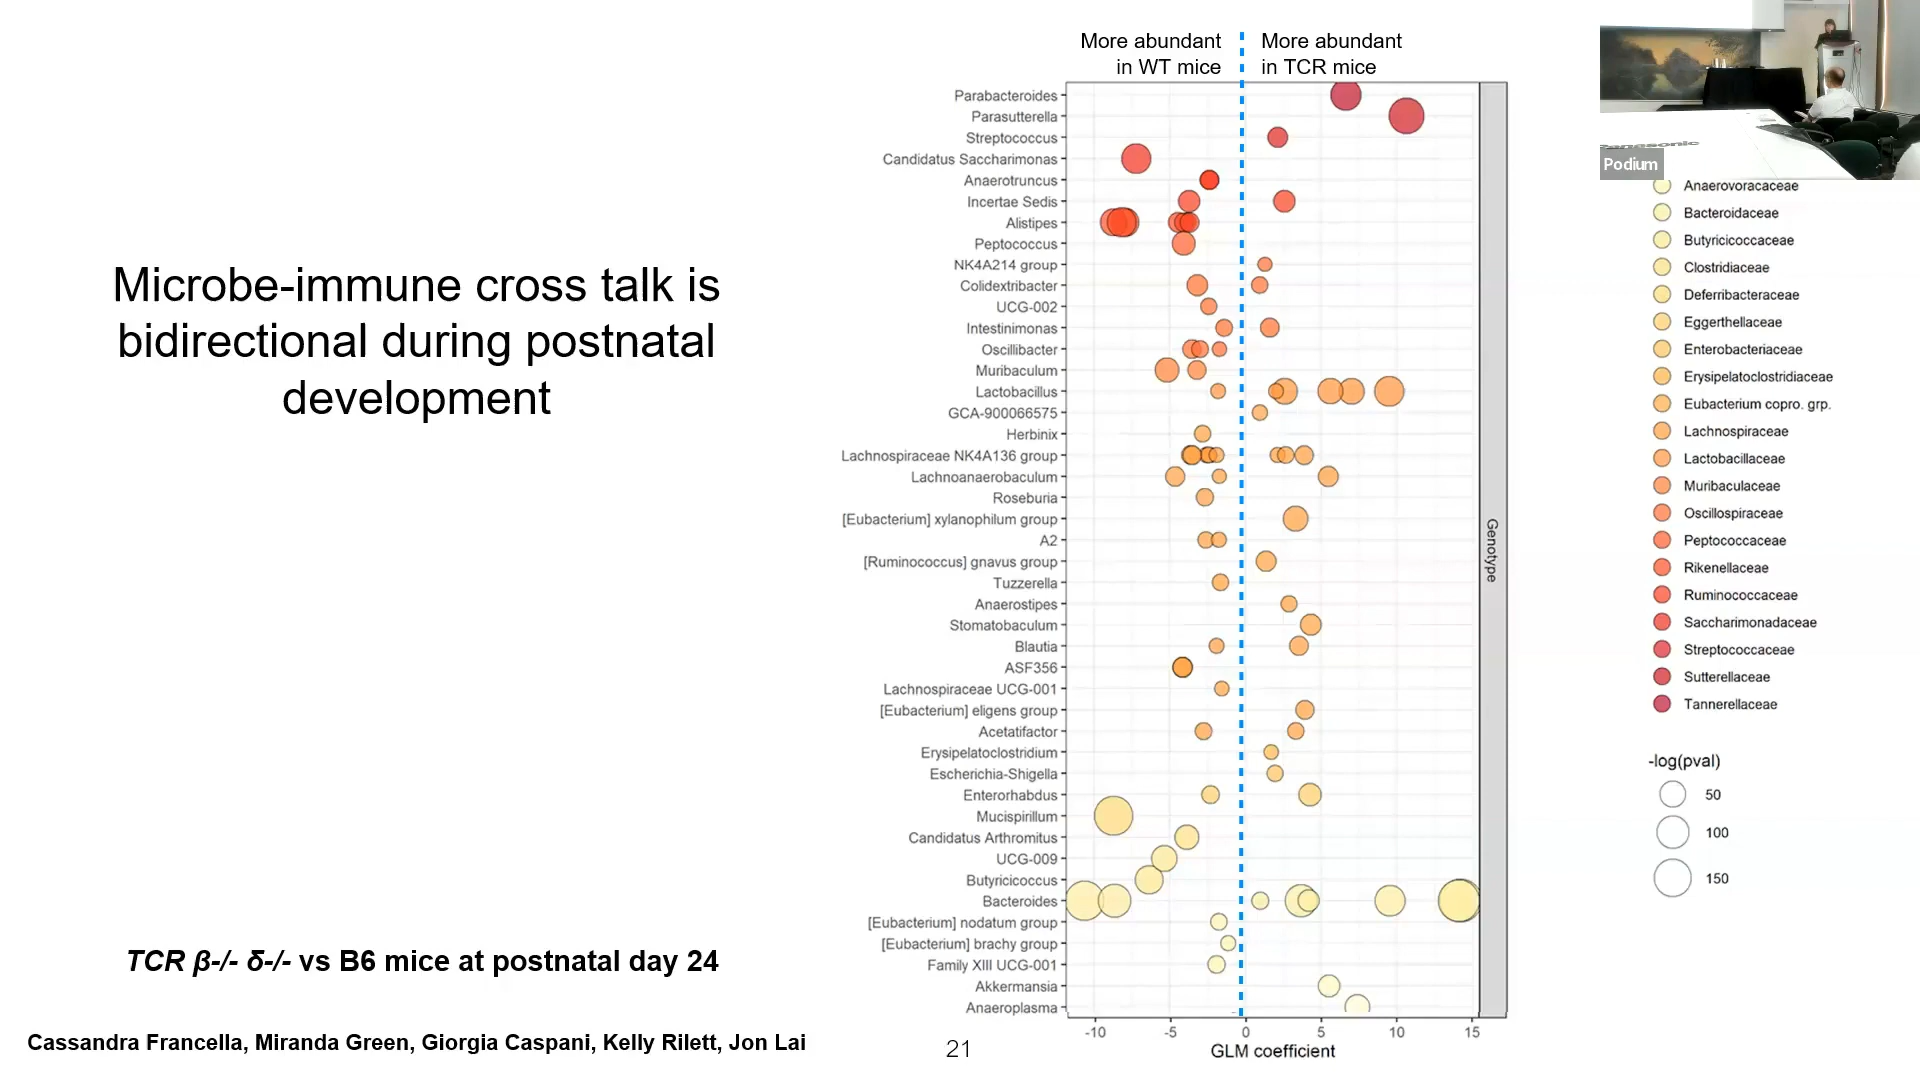 More abundant
in WT mice
More abundant
in TCR mice
Parabacteroides
Parasutterella
Streptococcus
Candidatus Saccharimonas
Anaerotruncus
Incertae Sedis
Alistipes
Peptococcus
NK4A214 group
Colidextribacter
UCG-002
Intestinimonas
Oscillibacter
Muribaculum
Lactobacillus
GCA-900066575
Herbinix
Lachnospiraceae NK4A136 group
Lachnoanaerobaculum
Roseburia
[Eubacterium] xylanophilum group
A2
[Ruminococcus] gnavus group
Tuzzerella
Anaerostipes
Stomatobaculum
Blautia
ASF356
Lachnospiraceae UCG-001
[Eubacterium] eligens group
Acetatifactor
Erysipelatoclostridium
Escherichia-Shigella
Enterorhabdus
Mucispirillum
Candidatus Arthromitus
UCG-009
Butyricicoccus
Bacteroides
[Eubacterium] nodatum group
[Eubacterium] brachy group
Family XIII UCG-001
Akkermansia
Anaeroplasma
-10 -5 0 5 10 15
GLM coefficient
Genotype
Microbe-immune cross talk is
bidirectional during postnatal
development
TCR β-/- δ-/- vs B6 mice at postnatal day 24
Cassandra Francella, Miranda Green, Giorgia Caspani, Kelly Rilett, Jon Lai
21
Panasonic
Podium
Anaerovoracaceae
Bacteroidaceae
Butyricicoccaceae
Clostridiaceae
Deferribacteraceae
Eggerthellaceae
Enterobacteriaceae
Erysipelatoclostridiaceae
Eubacterium copro. grp.
Lachnospiraceae
Lactobacillaceae
Muribaculaceae
Oscillospiraceae
Peptococcaceae
Rikenellaceae
Ruminococcaceae
Saccharimonadaceae
Streptococcaceae
Sutterellaceae
Tannerellaceae
-log(pval)
50
100
150